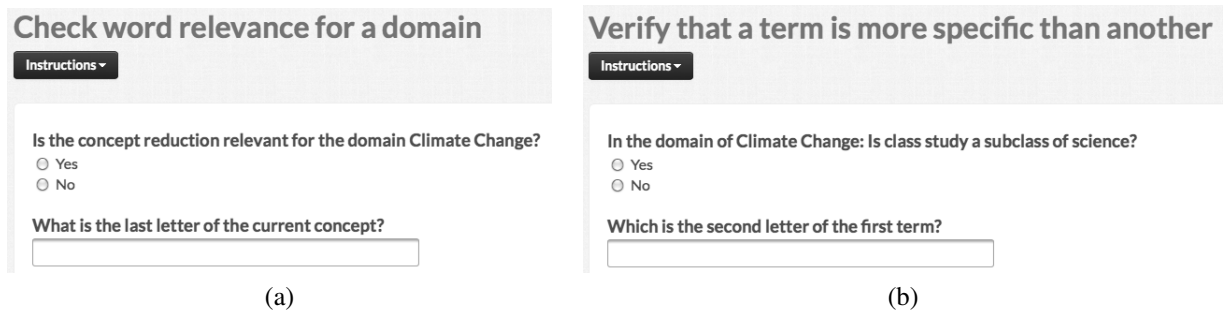 Check word relevance for a domain
Instructions
Is the concept reduction relevant for the domain Climate Change?
Yes
No
What is the last letter of the current concept?
(a)
Verify that a term is more specific than another
Instructions
In the domain of Climate Change: Is class study a subclass of science?
Yes
No
Which is the second letter of the first term?
(b)